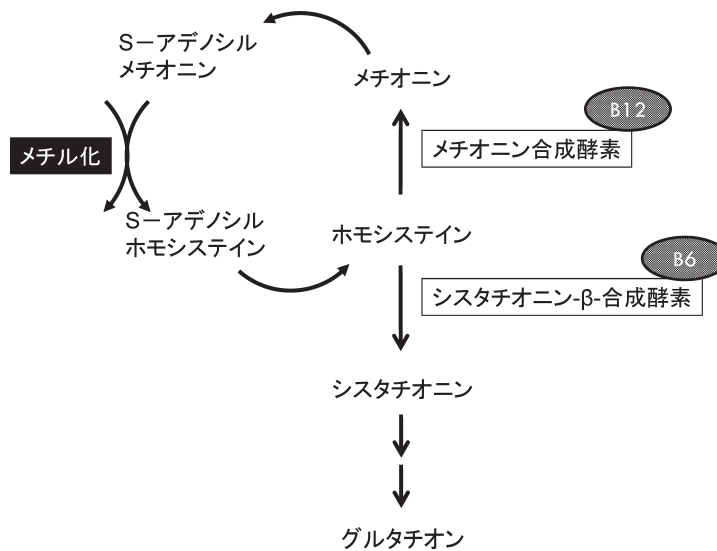 S－アデノシル
メチオニン
メチオニン
B12
メチル化
メチオニン合成酵素
S－アデノシル
ホモシステイン
ホモシステイン
B6
シスタチオニン-β-合成酵素
シスタチオニン
グルタチオン